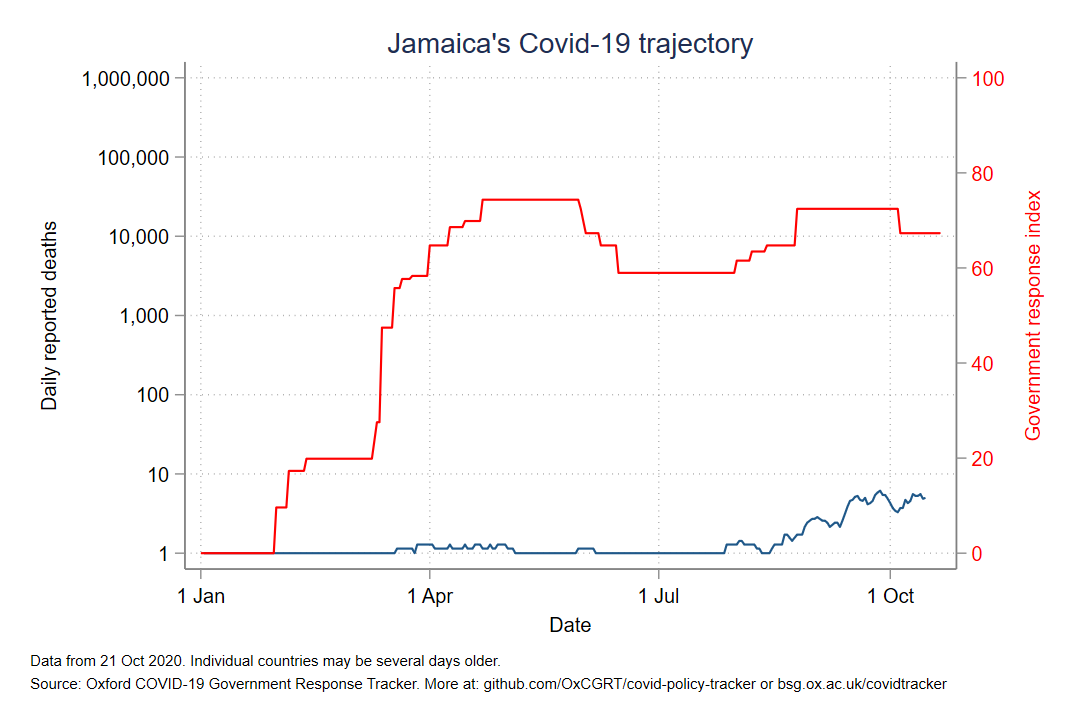 Jamaica's Covid-19 trajectory
1,000,000
100,000
10,000
1,000
100
10
1
Daily reported deaths
100
80
60
40
20
0
Government response index
1 Jan
1 Apr
1 Jul
1 Oct
Date
Data from 21 Oct 2020. Individual countries may be several days older.
Source: Oxford COVID-19 Government Response Tracker. More at: github.com/OxCGRT/covid-policy-tracker or bsg.ox.ac.uk/covidtracker